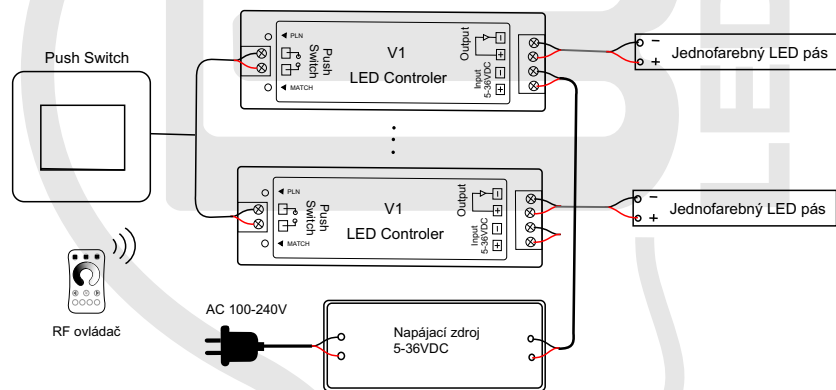 Push Switch
PLN
Push
Switch
MATCH
V1
LED Controler
Output
Input
5-36VDC
− + − +
− Jednofarebný LED pás
+
PLN
Push
Switch
MATCH
V1
LED Controler
Output
Input
5-36VDC
− + − +
− Jednofarebný LED pás
+
RF ovládač
AC 100-240V
Napájací zdroj
5-36VDC
LED